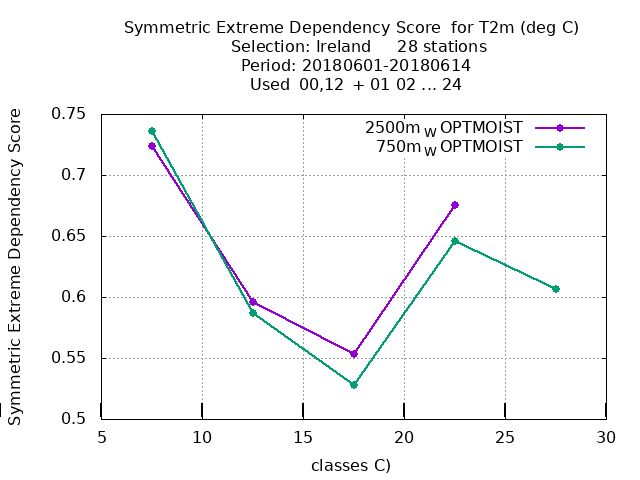 Symmetric Extreme Dependency Score for T2m (deg C)
Selection: Ireland 28 stations
Period: 20180601-20180614
Used 00,12 + 01 02 ... 24
Symmetric Extreme Dependency Score
0.75
0.7
0.65
0.6
0.55
0.5
2500m W OPTMOIST
750m W OPTMOIST
5 10 15 20 25 30
classes C)